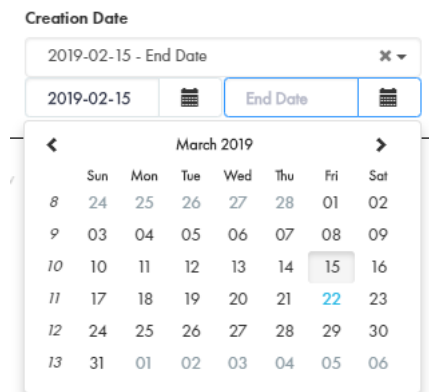 Creation Date
2019-02-15 - End Date
2019-02-15 End Date
March 2019
Sun Mon Tue Wed Thu Fri Sat
8 24 25 26 27 28 01 02
9 03 04 05 06 07 08 09
10 10 11 12 13 14 15 16
11 17 18 19 20 21 22 23
12 24 25 26 27 28 29 30
13 31 01 02 03 04 05 06